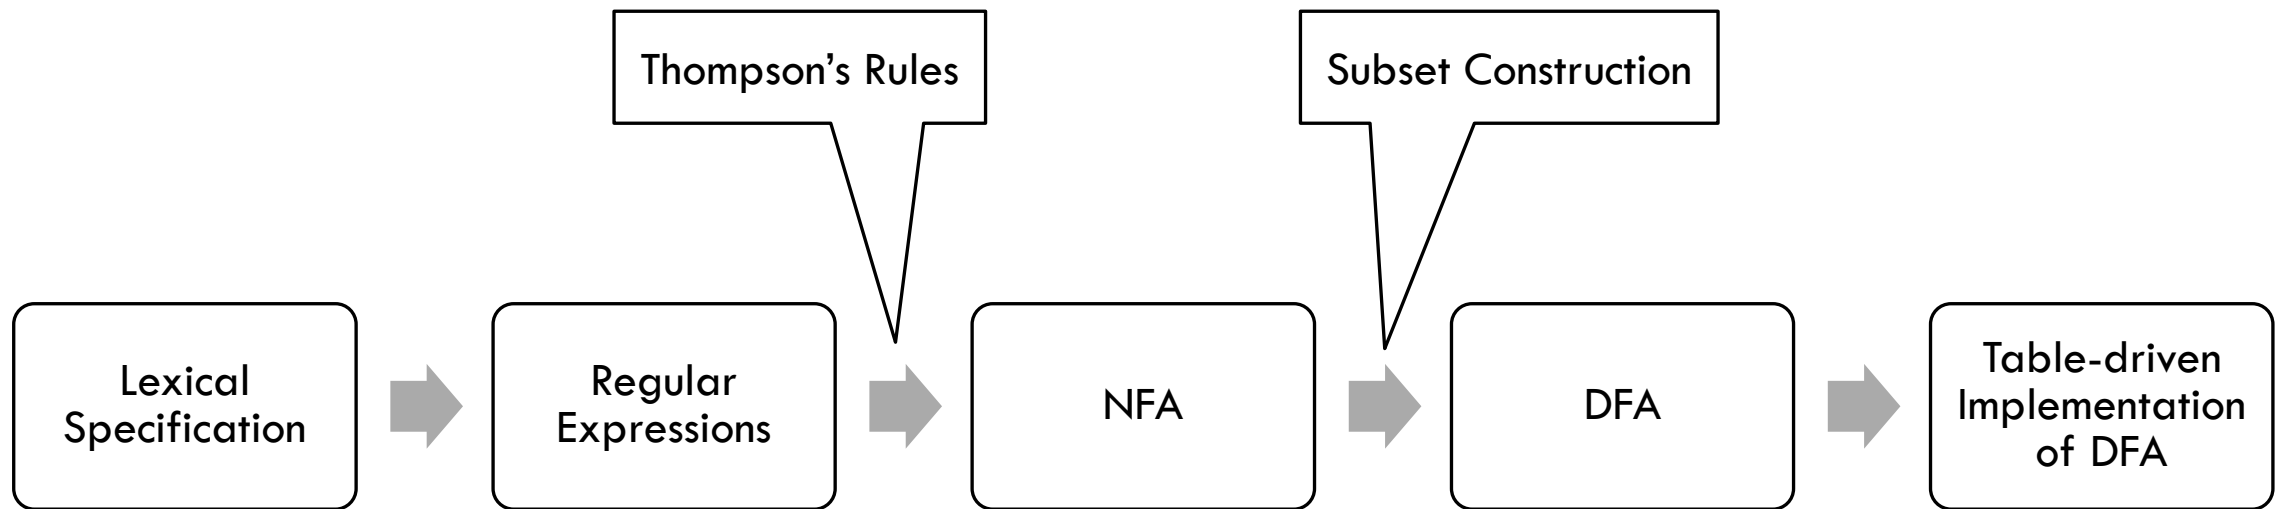 Thompson's Rules
Subset Construction
Lexical
Specification
Regular
Expressions
NFA
DFA
Table-driven
Implementation
of DFA